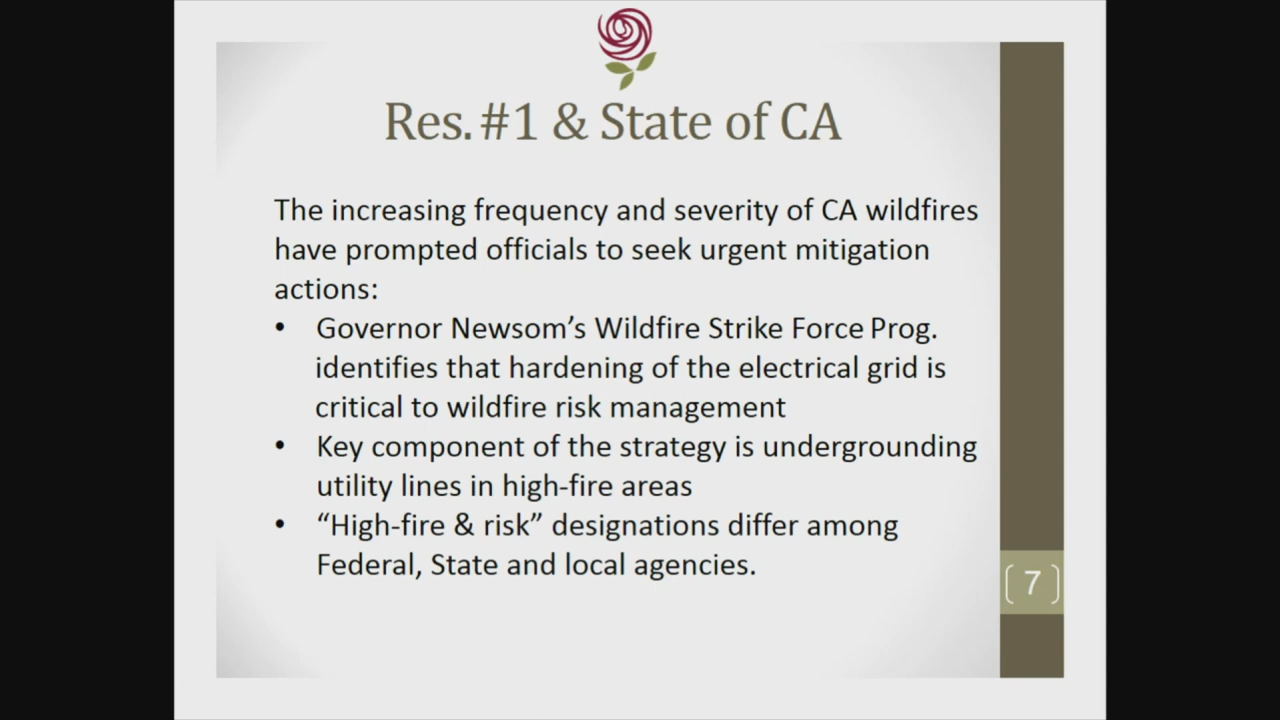 Res. #1 & State of CA
The increasing frequency and severity of CA wildfires
have prompted officials to seek urgent mitigation
actions:
• Governor Newsom’s Wildfire Strike Force Prog.
identifies that hardening of the electrical grid is
critical to wildfire risk management
• Key component of the strategy is undergrounding
utility lines in high-fire areas
• “High-fire & risk” designations differ among
Federal, State and local agencies.
7